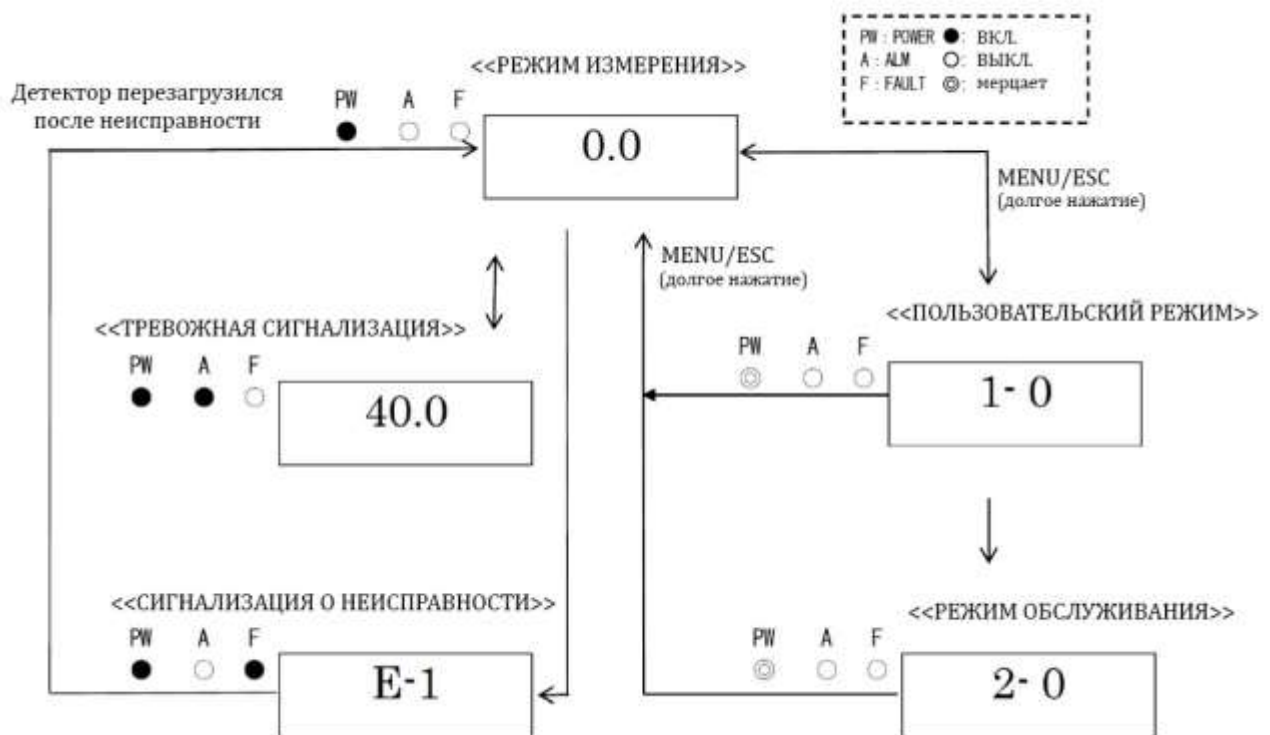 PW : POWER ●: ВКЛ.
A : ALM ○: ВЫКЛ.
F : FAULT ◎: мерцает
<<РЕЖИМ ИЗМЕРЕНИЯ>>
Детектор перезагрузился
после неисправности
PW A F
0.0
MENU/ESC
(долгое нажатие)
MENU/ESC
(долгое нажатие)
<<ТРЕВОЖНАЯ СИГНАЛИЗАЦИЯ>>
PW A F
40.0
<<ПОЛЬЗОВАТЕЛЬСКИЙ РЕЖИМ>>
PW A F
1- 0
<<СИГНАЛИЗАЦИЯ О НЕИСПРАВНОСТИ>>
PW A F
E-1
<<РЕЖИМ ОБСЛУЖИВАНИЯ>>
PW A F
2- 0